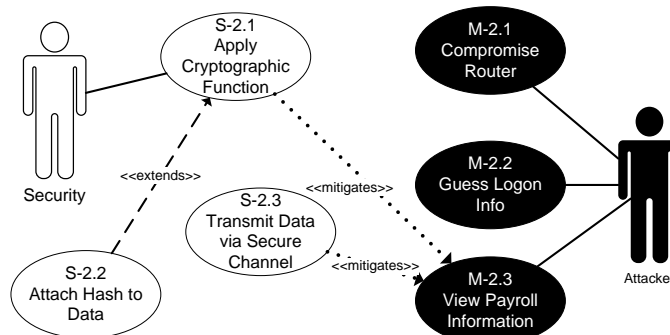 S-2.1
Apply
Cryptographic
Function
M-2.1
Compromise
Router
<<extends>>
Security
<<mitigates>>
M-2.2
Guess Logon
Info
S-2.3
Transmit Data
via Secure
Channel
<<mitigates>>
S-2.2
Attach Hash to
Data
M-2.3
View Payroll
Information
Attacke